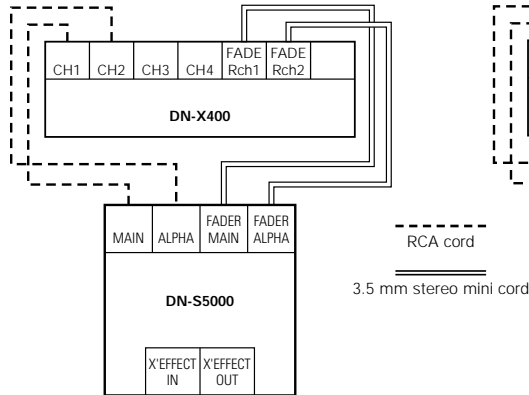 CH1 CH2 CH3 CH4 FADE Rch1 FADE Rch2
DN-X400
MAIN ALPHA FADER MAIN FADER ALPHA
DN-S5000
X'EFFECT IN X'EFFECT OUT
RCA cord
3.5 mm stereo mini cord